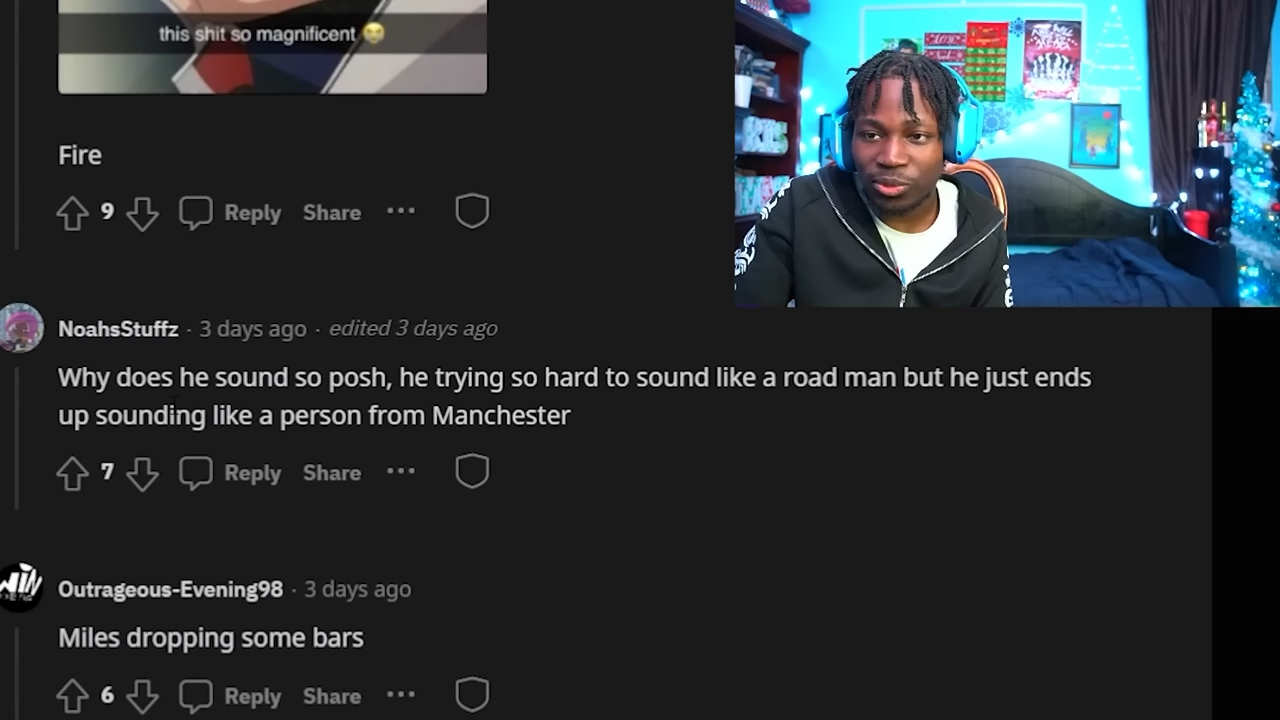 this shit so magnificent 😭
Fire
9 Reply Share
NoahsStuffz · 3 days ago · edited 3 days ago
Why does he sound so posh, he trying so hard to sound like a road man but he just ends
up sounding like a person from Manchester
7 Reply Share
Outrageous-Evening98 · 3 days ago
Miles dropping some bars
6 Reply Share